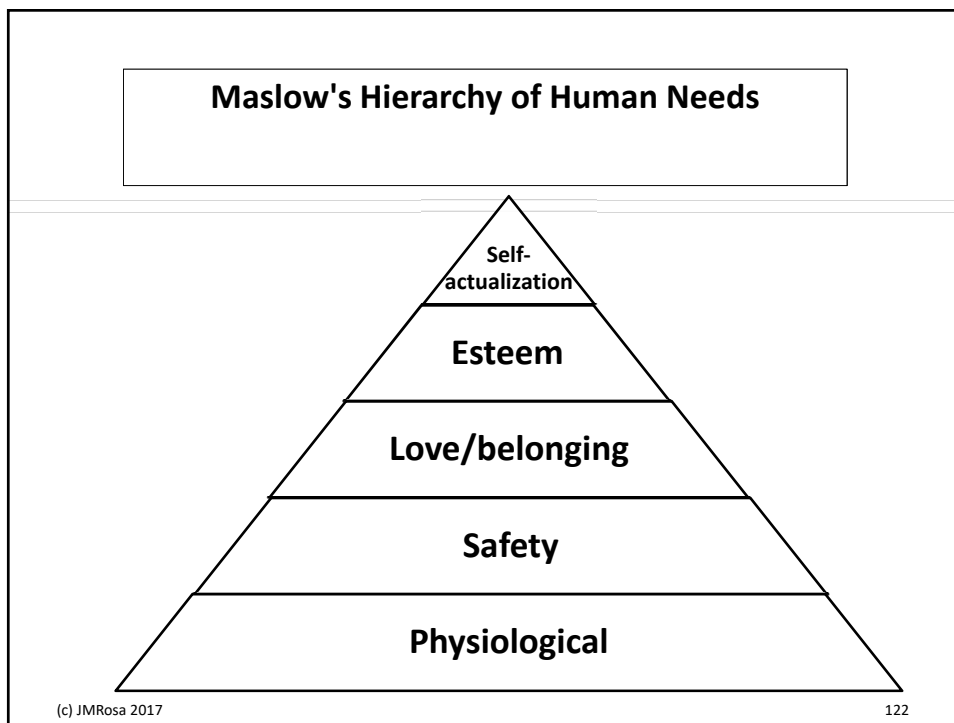 Maslow's Hierarchy of Human Needs
Self-
actualization
Esteem
Love/belonging
Safety
Physiological
(c) JMRosa 2017
122